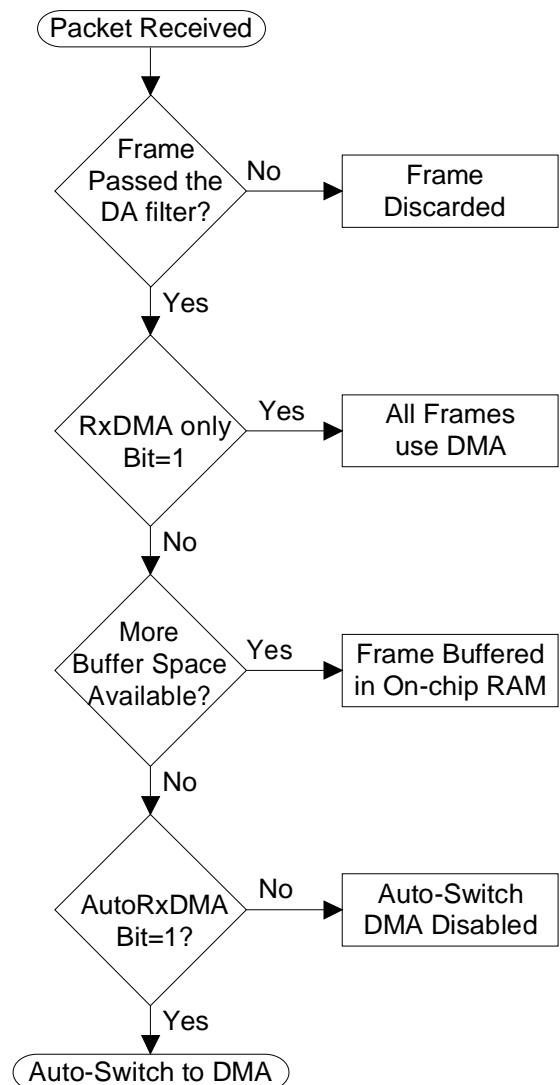 Packet Received
Frame
Passed the
DA filter?
No
Frame
Discarded
Yes
RxDMA only
Bit=1
Yes
All Frames
use DMA
No
More
Buffer Space
Available?
Yes
Frame Buffered
in On-chip RAM
No
AutoRxDMA
Bit=1?
No
Auto-Switch
DMA Disabled
Yes
Auto-Switch to DMA